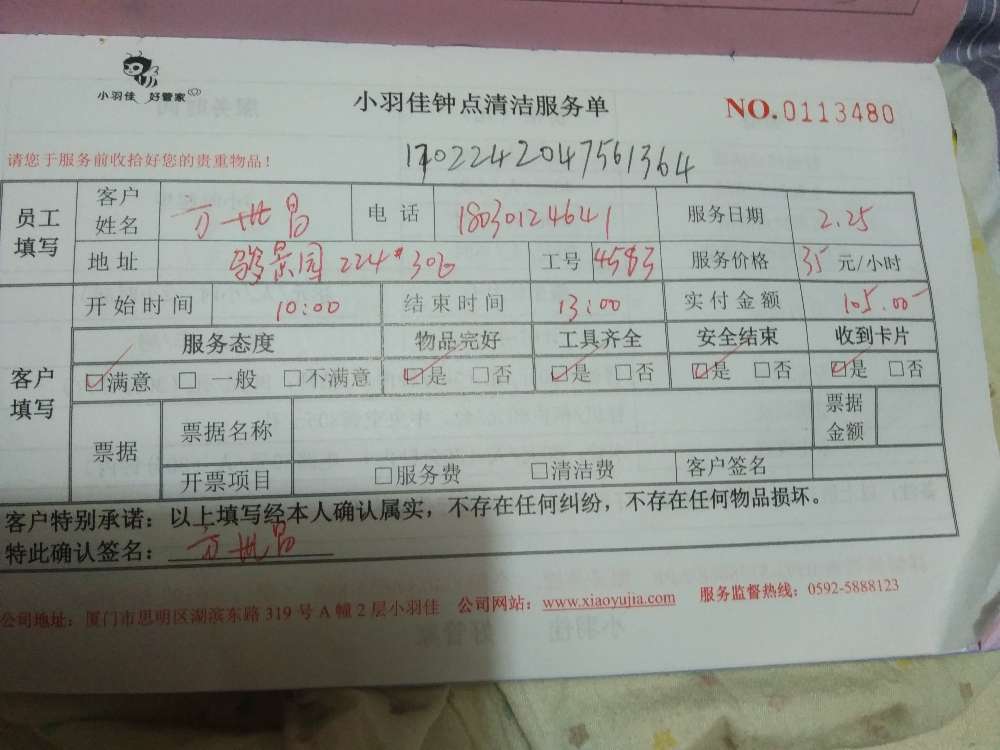 小羽佳 好管家
小羽佳钟点清洁服务单
NO.0113480
请您于服务前收拾好您的贵重物品！
1702242047561364
员工填写 客户姓名 方世昌 电话 18030124641 服务日期 2.25
地址 骏景园224#306 工号 4583 服务价格 35 元/小时
开始时间 10:00 结束时间 13:00 实付金额 105.00
客户填写 服务态度 物品完好 工具齐全 安全结束 收到卡片
☑满意 □ 一般 □不满意 ☑是 □否 ☑是 □否 ☑是 □否 ☑是 □否
票据 票据名称 票据金额
开票项目 □服务费 □清洁费 客户签名
客户特别承诺：以上填写经本人确认属实，不存在任何纠纷，不存在任何物品损坏。
特此确认签名：方世昌
公司地址：厦门市思明区湖滨东路 319 号 A 幢 2 层小羽佳 公司网站：www.xiaoyujia.com 服务监督热线：0592-5888123